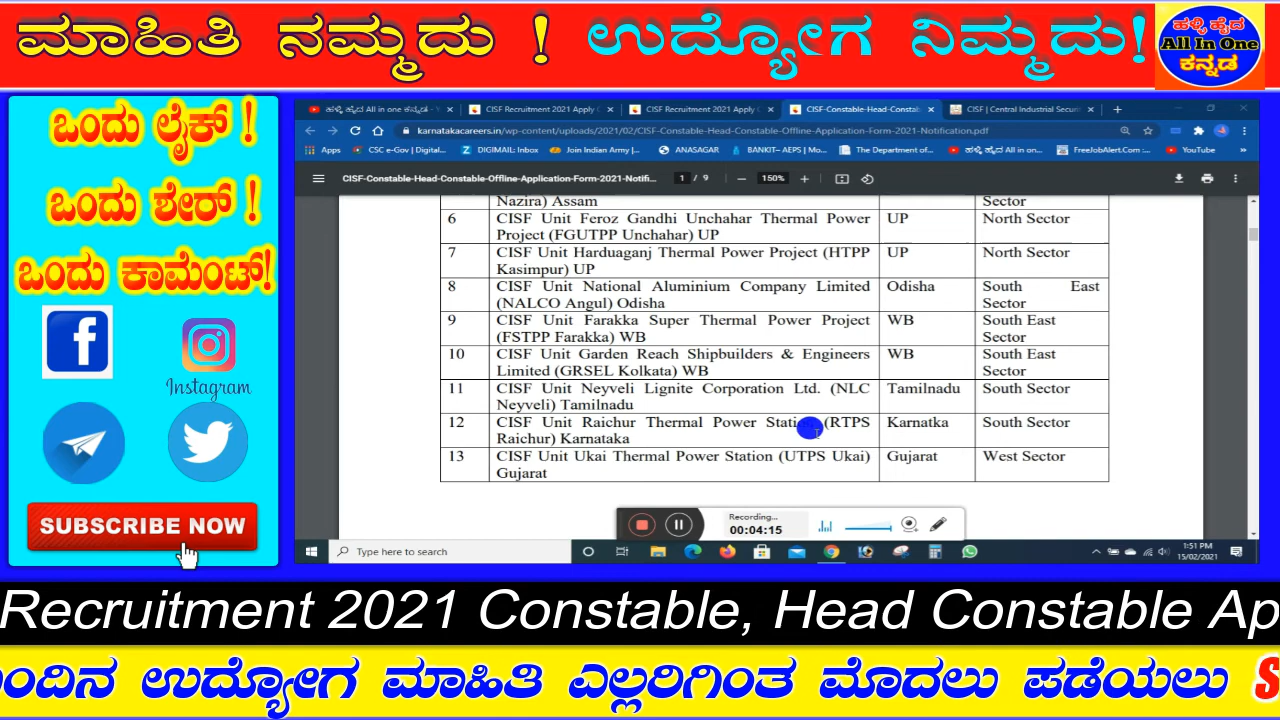 ಮಾಹಿತಿ ನಮ್ಮದು ! ಉದ್ಯೋಗ ನಿಮ್ಮದು!
ಹಳ್ಳಿ ಹೈದ
All In One
ಕನ್ನಡ
ಒಂದು ಲೈಕ್ !
ಒಂದು ಶೇರ್ !
ಒಂದು ಕಾಮೆಂಟ್!
Instagram
SUBSCRIBE NOW
ಹಳ್ಳಿ ಹೈದ All in one ಕನ್ನಡ - Y
CISF Recruitment 2021 Apply
CISF Recruitment 2021 Apply
CISF-Constable-Head-Constab
CISF | Central Industrial Secur
karnatakacareers.in/wp-content/uploads/2021/02/CISF-Constable-Head-Constable-Offline-Application-Form-2021-Notification.pdf
Apps CSC e-Gov | Digital... DIGIMAIL: Inbox Join Indian Army |... ANASAGAR BANKIT– AEPS | Mo... The Department of... ಹಳ್ಳಿ ಹೈದ All in on... FreeJobAlert.Com :... YouTube »
CISF-Constable-Head-Constable-Offline-Application-Form-2021-Notifi... 1 / 9 — 150% +
Nazira) Assam Sector
6 CISF Unit Feroz Gandhi Unchahar Thermal Power UP North Sector
Project (FGUTPP Unchahar) UP
7 CISF Unit Harduaganj Thermal Power Project (HTPP UP North Sector
Kasimpur) UP
8 CISF Unit National Aluminium Company Limited Odisha South East
(NALCO Angul) Odisha Sector
9 CISF Unit Farakka Super Thermal Power Project WB South East
(FSTPP Farakka) WB Sector
10 CISF Unit Garden Reach Shipbuilders & Engineers WB South East
Limited (GRSEL Kolkata) WB Sector
11 CISF Unit Neyveli Lignite Corporation Ltd. (NLC Tamilnadu South Sector
Neyveli) Tamilnadu
12 CISF Unit Raichur Thermal Power Station (RTPS Karnatka South Sector
Raichur) Karnataka
13 CISF Unit Ukai Thermal Power Station (UTPS Ukai) Gujarat West Sector
Gujarat
Recording...
00:04:15
Type here to search
1:51 PM
15/02/2021
Recruitment 2021 Constable, Head Constable Ap
ಉದ್ಯೋಗ ಮಾಹಿತಿ ಎಲ್ಲರಿಗಿಂತ ಮೊದಲು ಪಡೆಯಲು S